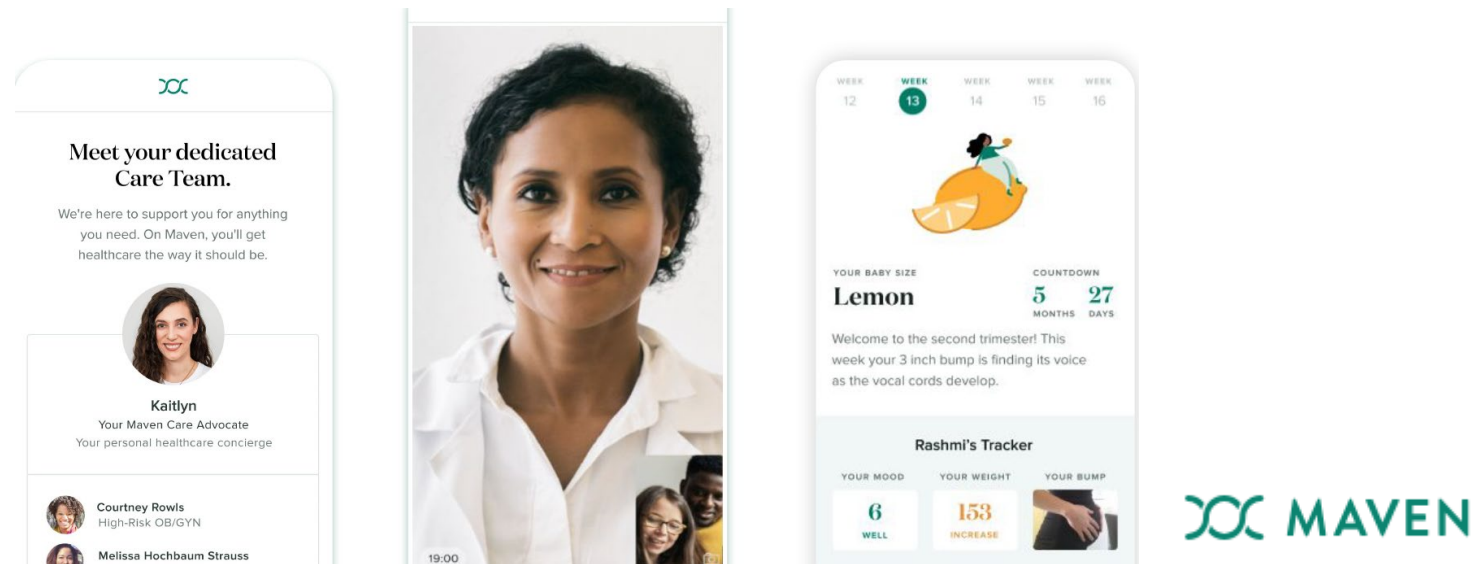 Meet your dedicated
Care Team.
We're here to support you for anything
you need. On Maven, you'll get
healthcare the way it should be.
Kaitlyn
Your Maven Care Advocate
Your personal healthcare concierge
Courtney Rowls
High-Risk OB/GYN
Melissa Hochbaum Strauss
19:00
WEEK WEEK WEEK WEEK WEEK
12 13 14 15 16
YOUR BABY SIZE
Lemon
COUNTDOWN
5 27
MONTHS DAYS
Welcome to the second trimester! This
week your 3 inch bump is finding its voice
as the vocal cords develop.
Rashmi's Tracker
YOUR MOOD YOUR WEIGHT YOUR BUMP
6 153
WELL INCREASE
MAVEN